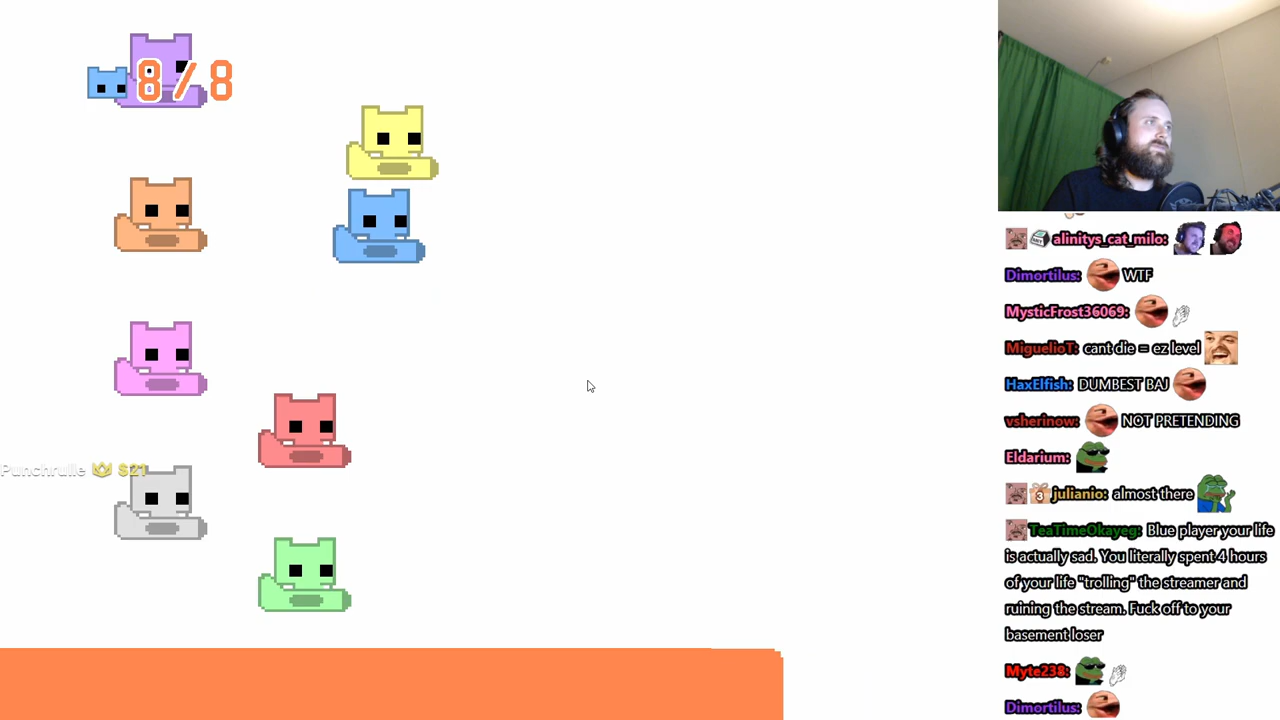 8/8
Punchrulle $21
alinitys_cat_milo:
Dimortilus: WTF
MysticFrost36069:
MiguelioT: cant die = ez level
HaxElfish: DUMBEST BAJ
vsherinow: NOT PRETENDING
Eldarium:
3 julianio: almost there
TeaTimeOkayeg: Blue player your life
is actually sad. You literally spent 4 hours
of your life "trolling" the streamer and
ruining the stream. Fuck off to your
basement loser
Myte238:
Dimortilus: